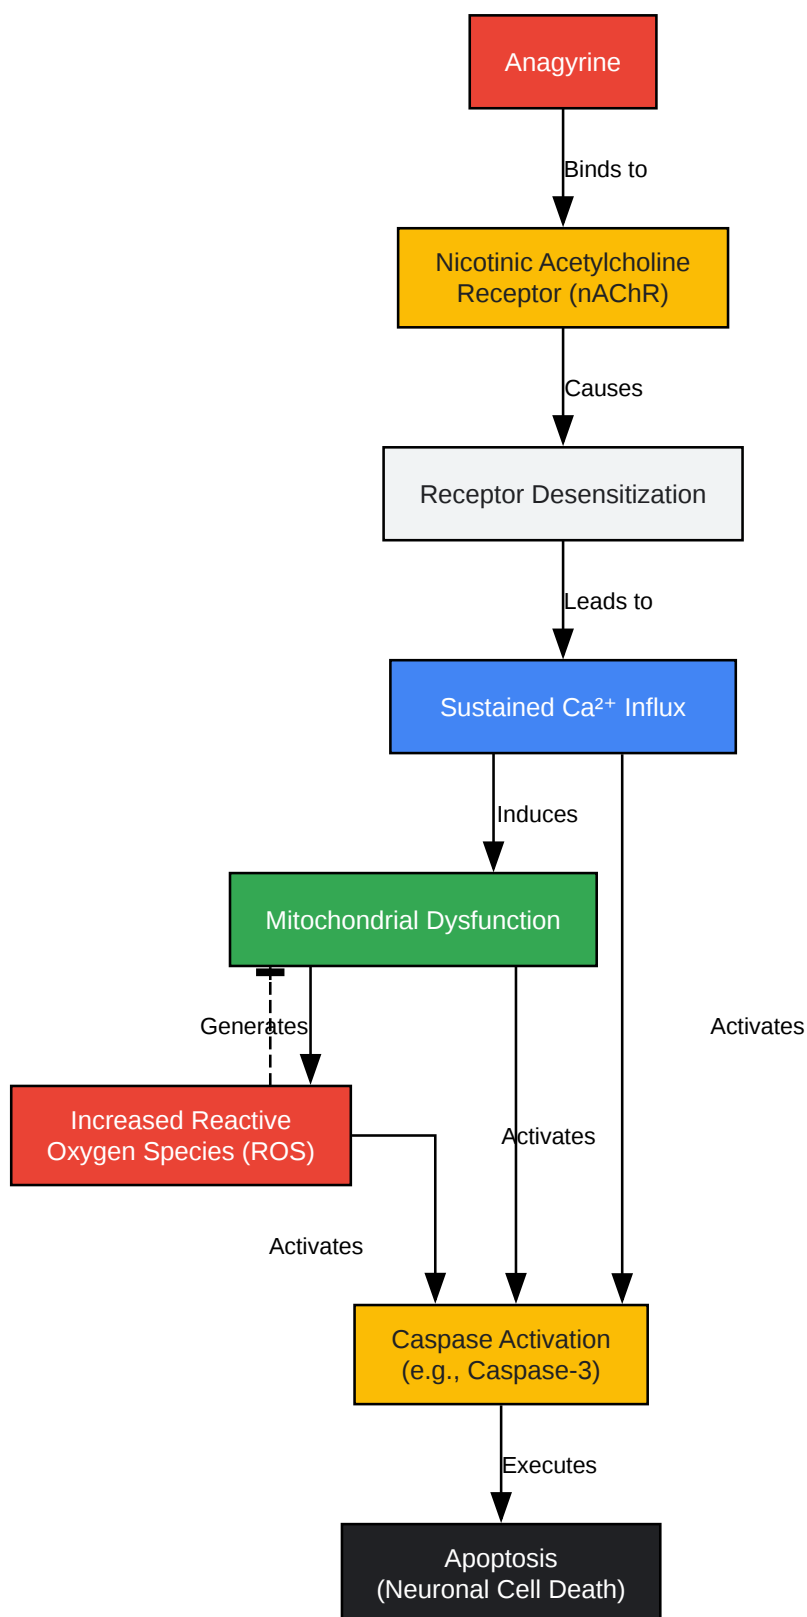 Anagyrine
Binds to
Nicotinic Acetylcholine
Receptor (nAChR)
Causes
Receptor Desensitization
Leads to
Sustained Ca²⁺ Influx
Induces
Mitochondrial Dysfunction
Generates
Activates
Increased Reactive
Oxygen Species (ROS)
Activates
Activates
Caspase Activation
(e.g., Caspase-3)
Executes
Apoptosis
(Neuronal Cell Death)